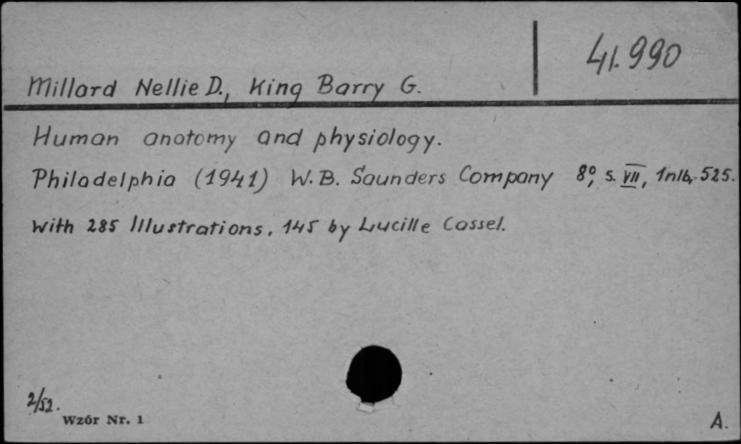 41.990
Millard Nellie D., King Barry G.
Human anatomy and physiology.
Philadelphia (1941) W.B. Saunders Company 8°, s. VII, 1nlb, 525.
With 285 Illustrations, 145 by Lucille Cassel.
2/52.
Wzór Nr. 1
A.